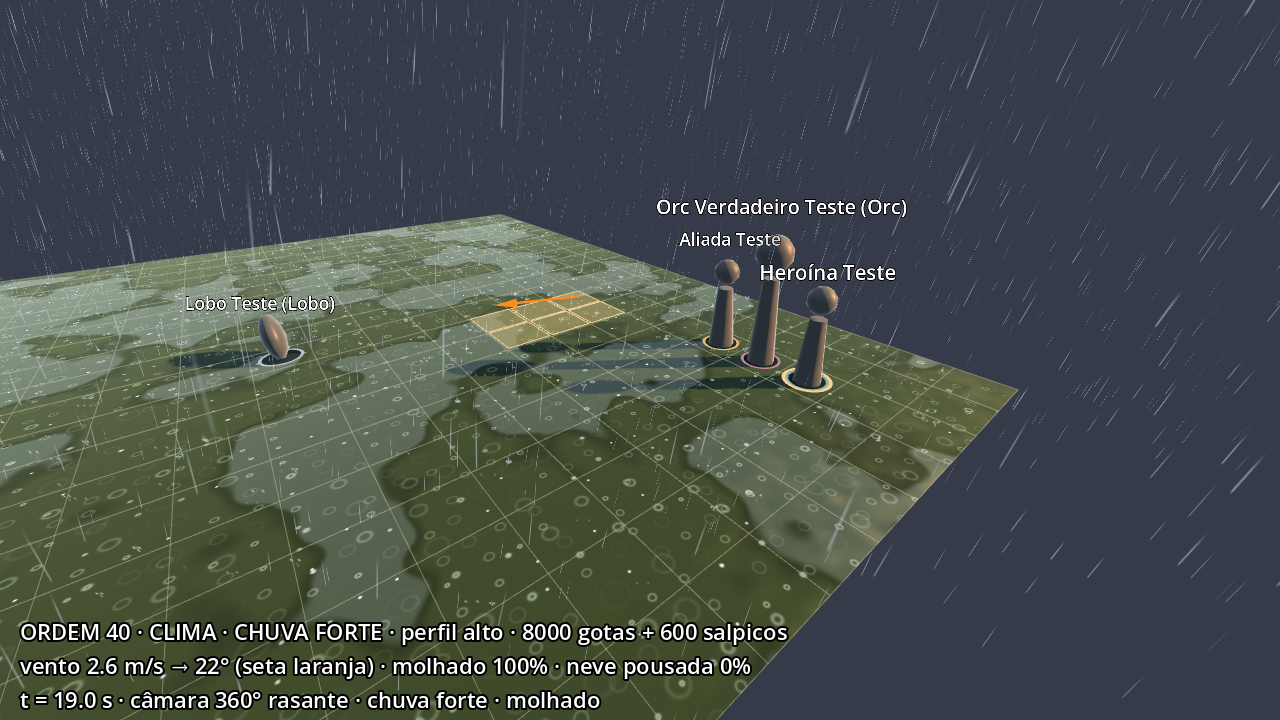 Orc Verdadeiro Teste (Orc)
Aliada Teste
Heroína Teste
Lobo Teste (Lobo)
ORDEM 40 · CLIMA · CHUVA FORTE · perfil alto · 8000 gotas + 600 salpicos
vento 2.6 m/s → 22° (seta laranja) · molhado 100% · neve pousada 0%
t = 19.0 s · câmara 360° rasante · chuva forte · molhado